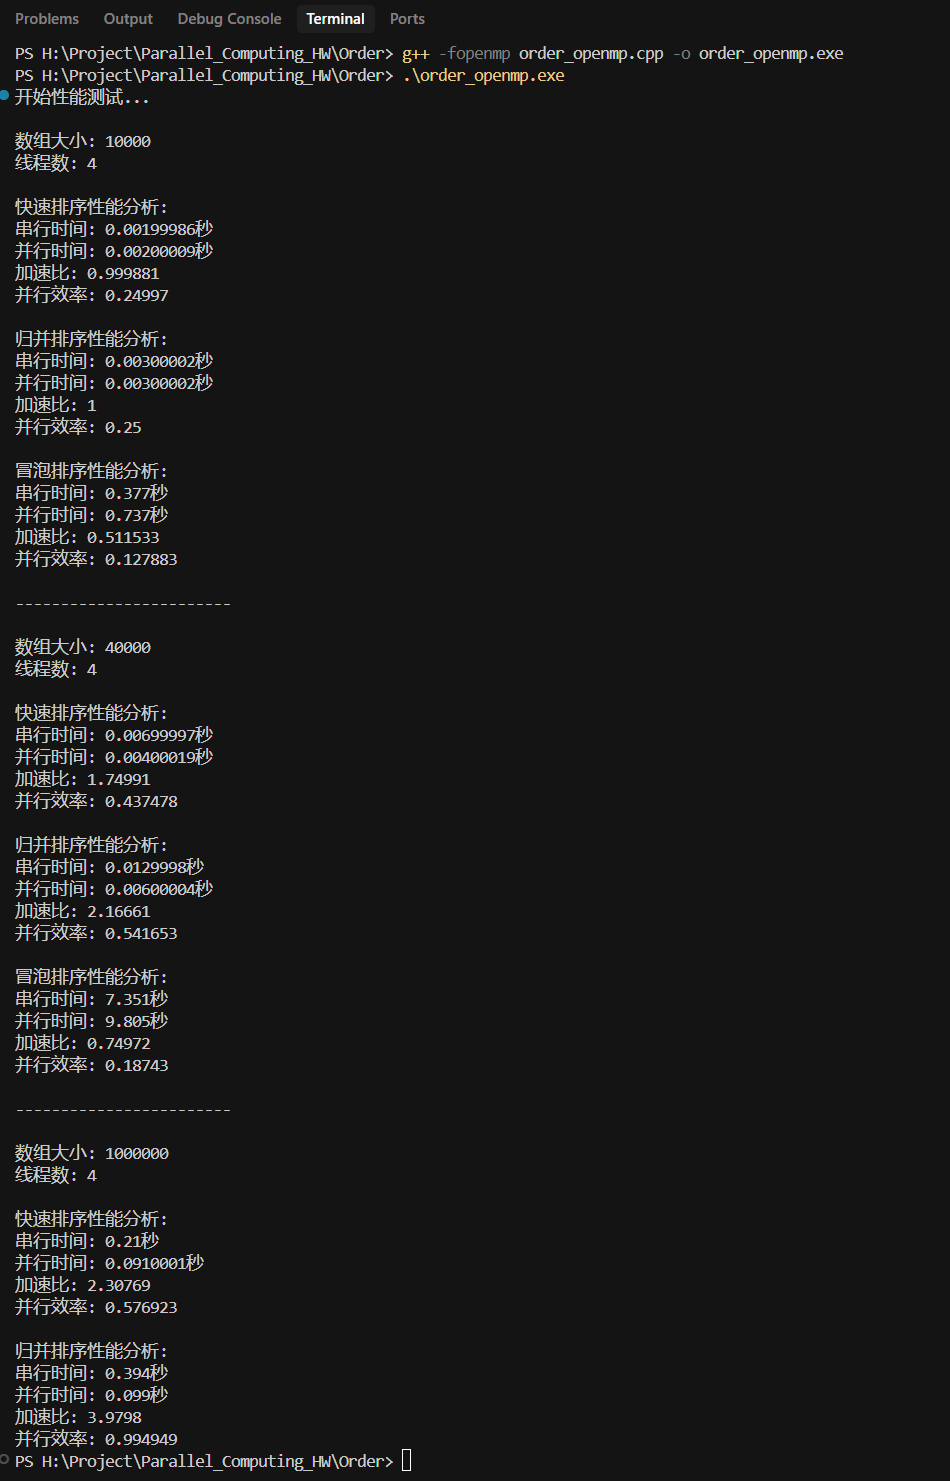 Problems Output Debug Console Terminal Ports
PS H:\Project\Parallel_Computing_HW\Order> g++ -fopenmp order_openmp.cpp -o order_openmp.exe
PS H:\Project\Parallel_Computing_HW\Order> .\order_openmp.exe
开始性能测试...
数组大小: 10000
线程数: 4
快速排序性能分析:
串行时间: 0.00199986秒
并行时间: 0.00200009秒
加速比: 0.999881
并行效率: 0.24997
归并排序性能分析:
串行时间: 0.00300002秒
并行时间: 0.00300002秒
加速比: 1
并行效率: 0.25
冒泡排序性能分析:
串行时间: 0.377秒
并行时间: 0.737秒
加速比: 0.511533
并行效率: 0.127883
------------------------
数组大小: 40000
线程数: 4
快速排序性能分析:
串行时间: 0.00699997秒
并行时间: 0.00400019秒
加速比: 1.74991
并行效率: 0.437478
归并排序性能分析:
串行时间: 0.0129998秒
并行时间: 0.00600004秒
加速比: 2.16661
并行效率: 0.541653
冒泡排序性能分析:
串行时间: 7.351秒
并行时间: 9.805秒
加速比: 0.74972
并行效率: 0.18743
------------------------
数组大小: 1000000
线程数: 4
快速排序性能分析:
串行时间: 0.21秒
并行时间: 0.0910001秒
加速比: 2.30769
并行效率: 0.576923
归并排序性能分析:
串行时间: 0.394秒
并行时间: 0.099秒
加速比: 3.9798
并行效率: 0.994949
PS H:\Project\Parallel_Computing_HW\Order>